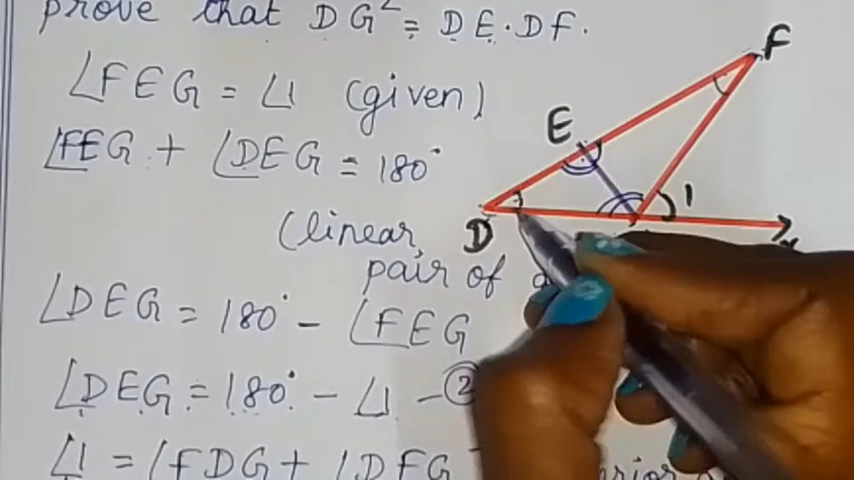 prove that DG² = DE·DF.
∠FEG = ∠1 (given)
∠FEG + ∠DEG = 180°
(linear
pair of
∠DEG = 180° - ∠FEG
∠DEG = 180° - ∠1 - ②
∠1 = ∠FDG + ∠DFG
F
E
1
D